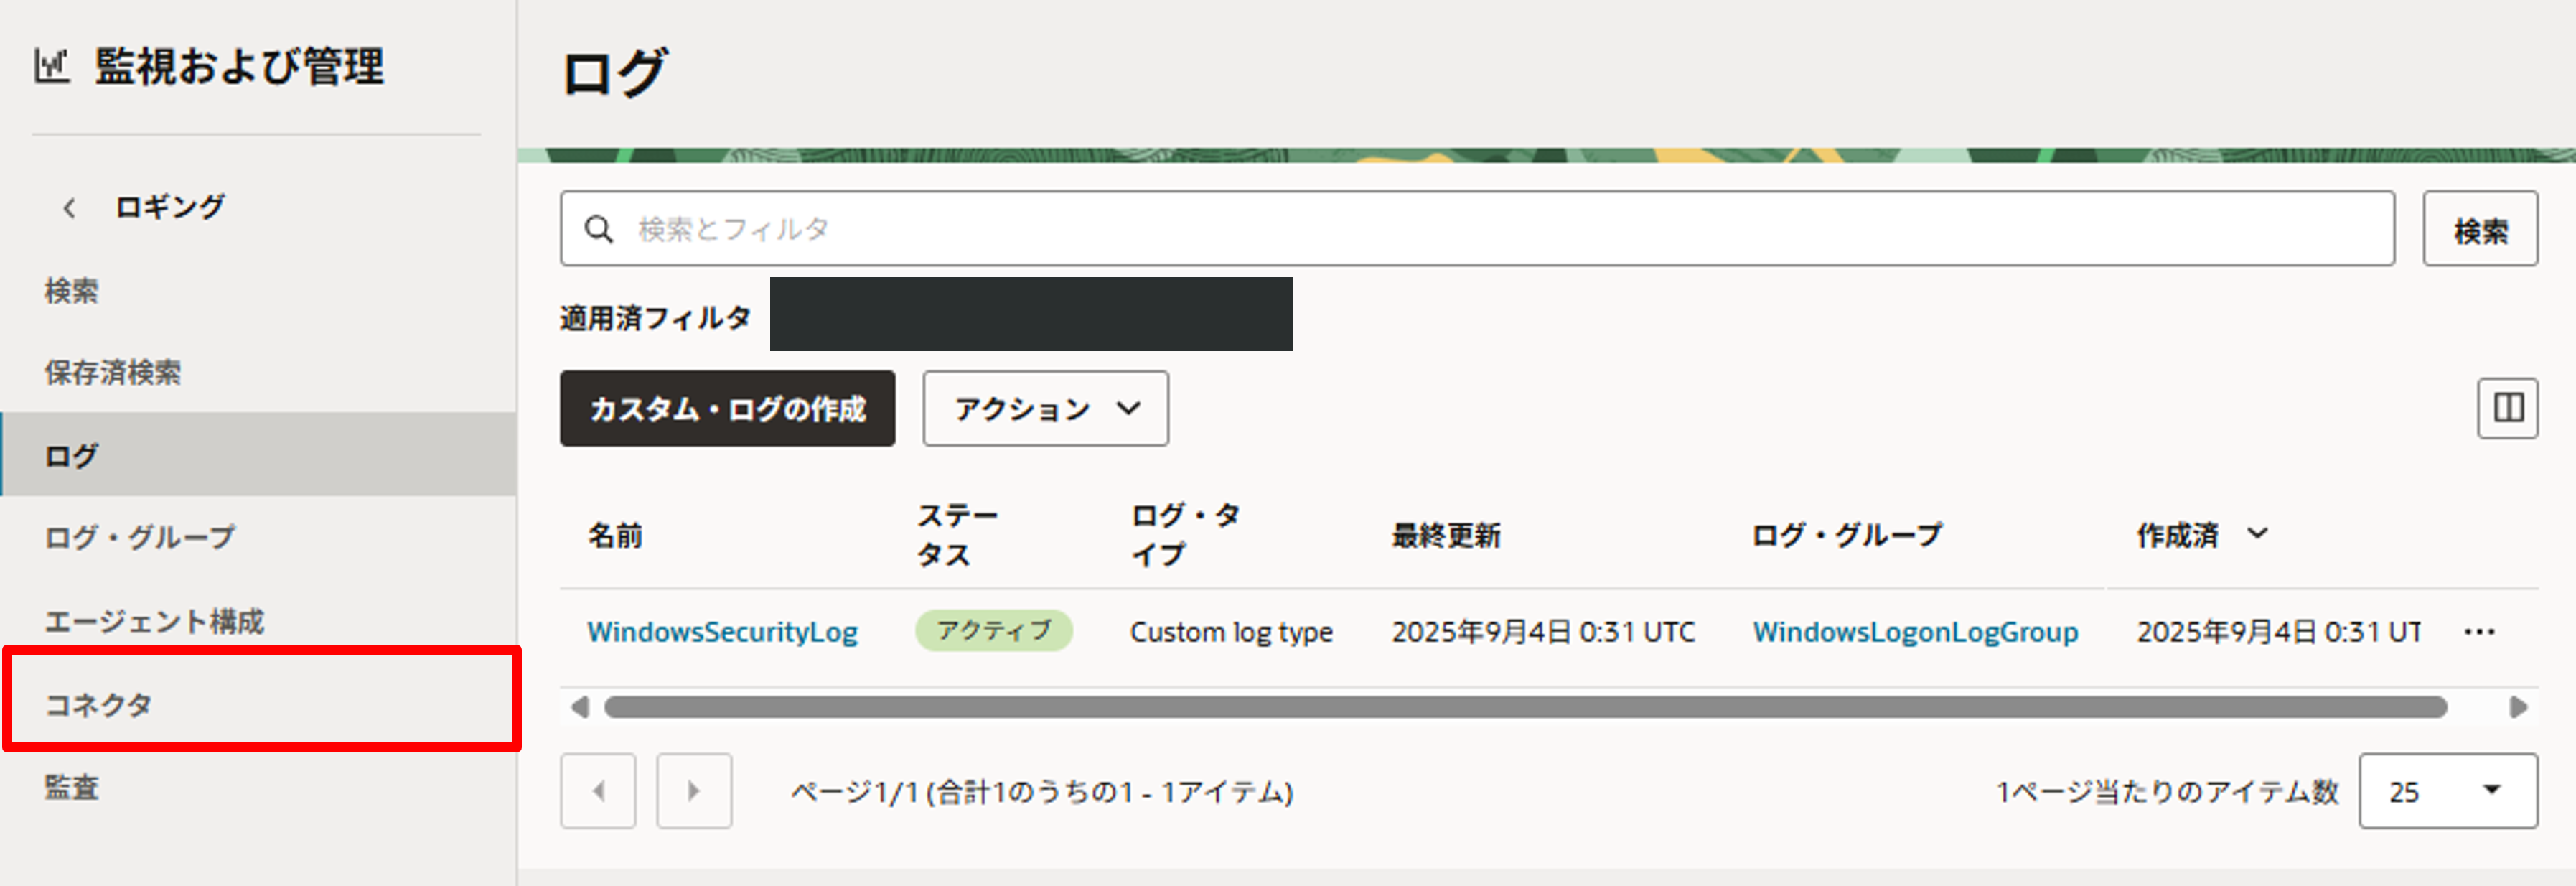 監視および管理
ロギング
検索
保存済検索
ログ
ログ・グループ
エージェント構成
コネクタ
監査
ログ
検索とフィルタ
検索
適用済フィルタ
カスタム・ログの作成
アクション
名前
ステー
タス
ログ・タ
イプ
最終更新
ログ・グループ
作成済
WindowsSecurityLog
アクティブ
Custom log type
2025年9月4日 0:31 UTC
WindowsLogonLogGroup
2025年9月4日 0:31 UT
ページ1/1 (合計1のうちの1 - 1アイテム)
1ページ当たりのアイテム数
25